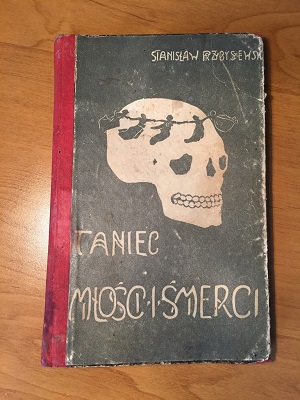 STANISŁAW PRZYBYSZEWSKI
TANIEC
MIŁOŚCI·I·ŚMIERCI